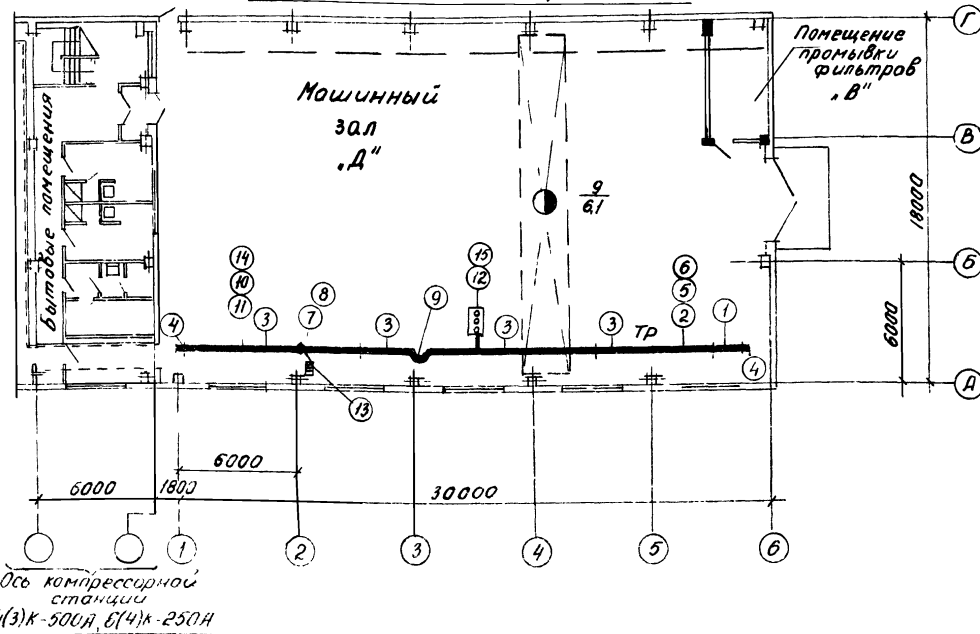 Г
Помещение
промывки
фильтров
„В"
Машинный
зал
„Д"
В
Бытовые помещения
9
6,1
18000
Б
14
10
11
3
8
7
3
9
15
12
3
3
Тр
6
5
2
1
4
4
6000
13
А
6000
6000
1800
30000
1
2
3
4
5
6
Ось компрессорной
станции
(3)К-500А, 6(4)К-250А